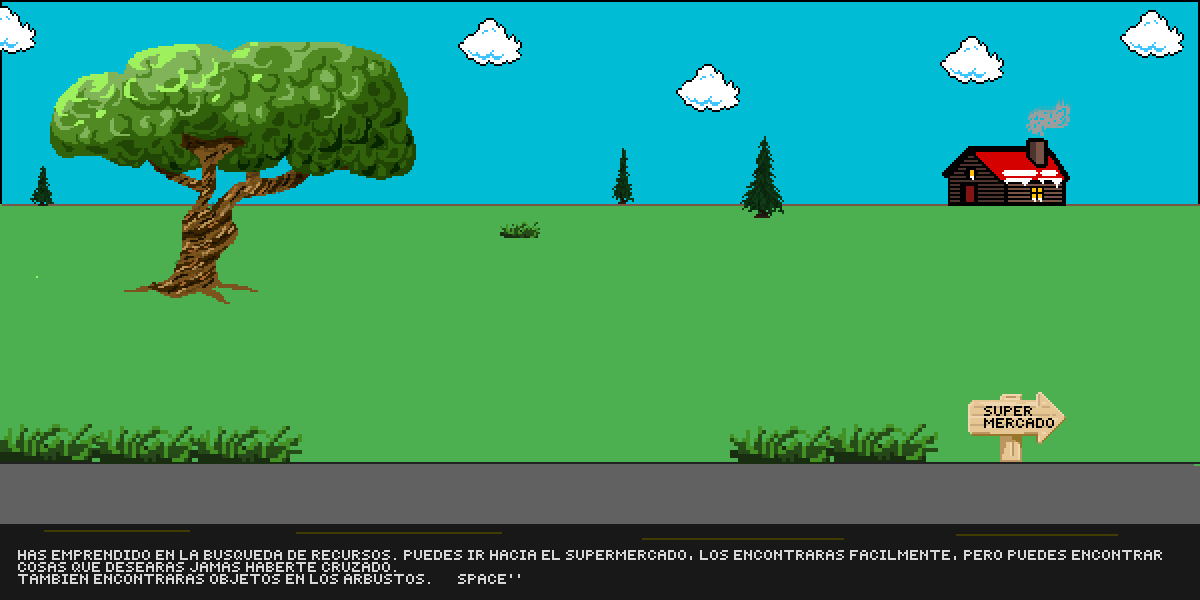 SUPER
MERCADO
HAS EMPRENDIDO EN LA BUSQUEDA DE RECURSOS. PUEDES IR HACIA EL SUPERMERCADO, LOS ENCONTRARAS FACILMENTE, PERO PUEDES ENCONTRAR
COSAS QUE DESEARAS JAMÁS HABERTE CRUZADO.
TAMBIEN ENCONTRARAS OBJETOS EN LOS ARBUSTOS. SPACE''